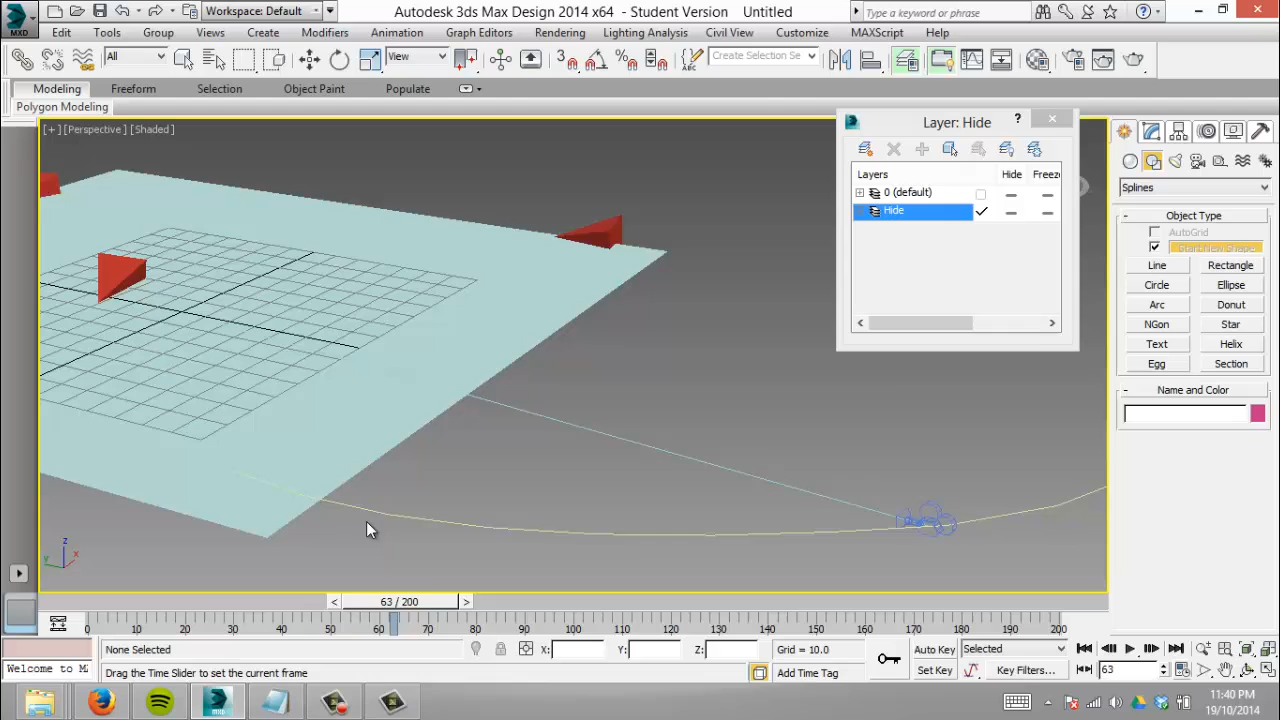 MXD Workspace: Default Autodesk 3ds Max Design 2014 x64 - Student Version Untitled Type a keyword or phrase
Edit Tools Group Views Create Modifiers Animation Graph Editors Rendering Lighting Analysis Civil View Customize MAXScript Help
All View 3 Create Selection Se
Modeling Freeform Selection Object Paint Populate
Polygon Modeling
[+] [Perspective] [Shaded]
Layer: Hide ? ×
Layers Hide Freeze
0 (default)
Hide
Splines
Object Type
AutoGrid
Start New Shape
Line Rectangle
Circle Ellipse
Arc Donut
NGon Star
Text Helix
Egg Section
Name and Color
z
y x
< 63 / 200 >
0 10 20 30 40 50 60 70 80 90 100 110 120 130 140 150 160 170 180 190 200
None Selected X: Y: Z: Grid = 10.0 Auto Key Selected
Welcome to M Drag the Time Slider to set the current frame Add Time Tag Set Key Key Filters... 63
11:40 PM
19/10/2014